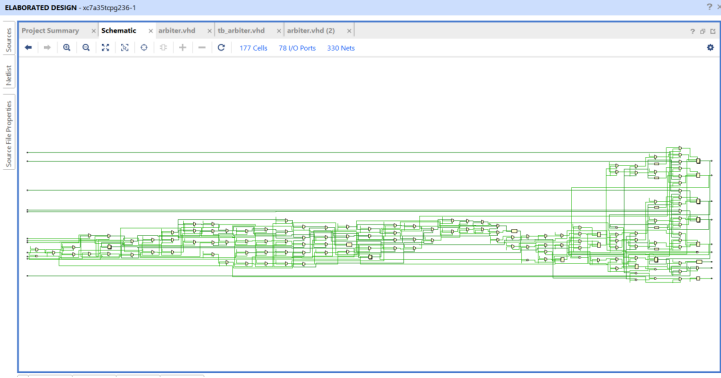 ELABORATED DESIGN - xc7a35tcpg236-1
Project Summary
Schematic
arbiter.vhd
tb_arbiter.vhd
arbiter.vhd (2)
177 Cells
78 I/O Ports
330 Nets
Sources
Netlist
Source File Properties